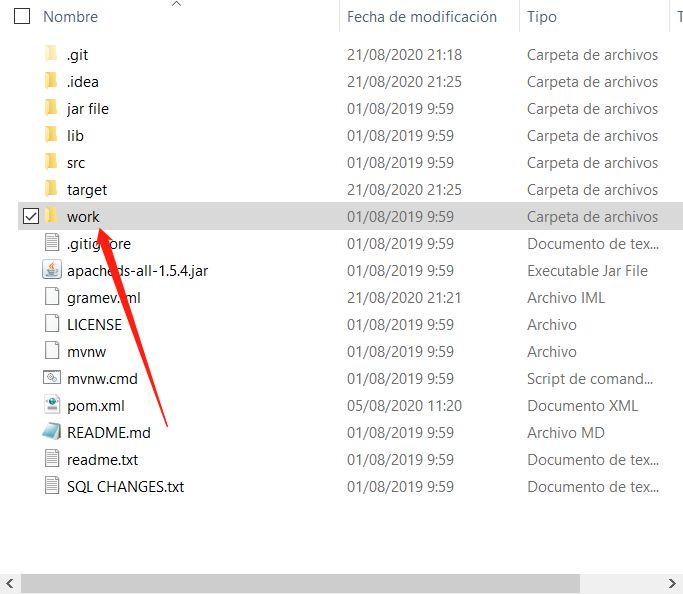 Nombre Fecha de modificación Tipo T
.git 21/08/2020 21:18 Carpeta de archivos
.idea 21/08/2020 21:25 Carpeta de archivos
jar file 01/08/2019 9:59 Carpeta de archivos
lib 01/08/2019 9:59 Carpeta de archivos
src 01/08/2019 9:59 Carpeta de archivos
target 21/08/2020 21:25 Carpeta de archivos
work 01/08/2019 9:59 Carpeta de archivos
.gitignore 01/08/2019 9:59 Documento de tex...
apacheds-all-1.5.4.jar 01/08/2019 9:59 Executable Jar File
gramev.iml 21/08/2020 21:21 Archivo IML
LICENSE 01/08/2019 9:59 Archivo
mvnw 01/08/2019 9:59 Archivo
mvnw.cmd 01/08/2019 9:59 Script de comand...
pom.xml 05/08/2020 11:20 Documento XML
README.md 01/08/2019 9:59 Archivo MD
readme.txt 01/08/2019 9:59 Documento de tex...
SQL CHANGES.txt 01/08/2019 9:59 Documento de tex...